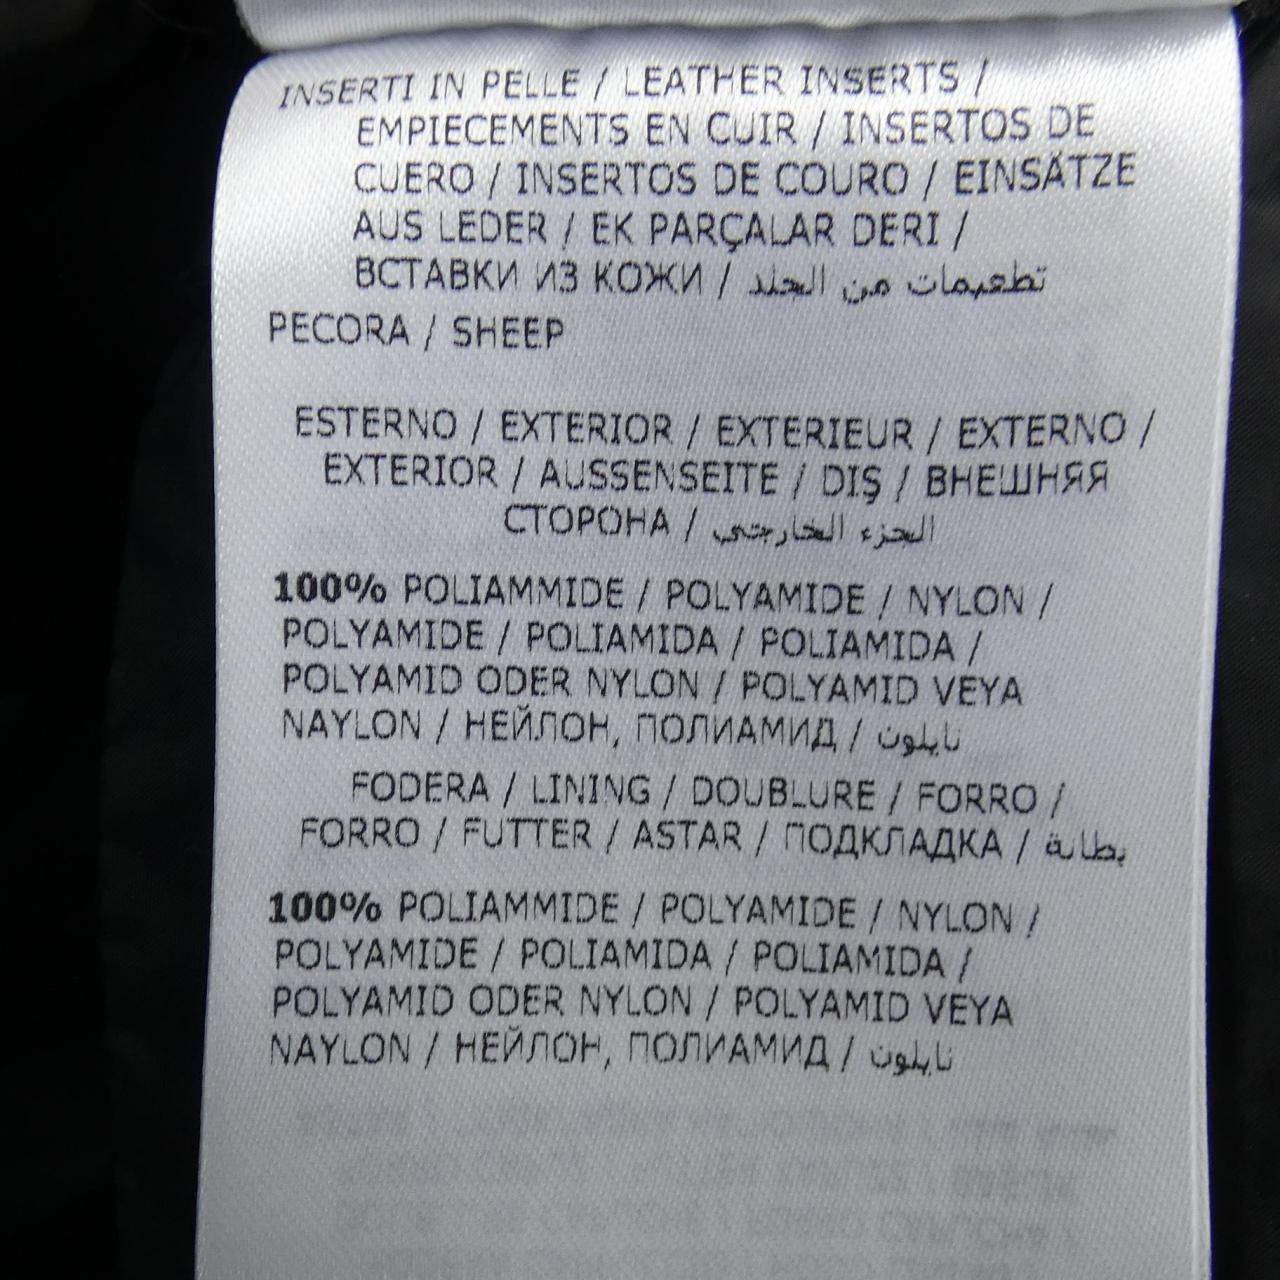 INSERTI IN PELLE / LEATHER INSERTS /
EMPIECEMENTS EN CUIR / INSERTOS DE
CUERO / INSERTOS DE COURO / EINSÄTZE
AUS LEDER / EK PARÇALAR DERI /
ВСТАВКИ ИЗ КОЖИ / تطعيمات من الجلد
PECORA / SHEEP
ESTERNO / EXTERIOR / EXTERIEUR / EXTERNO /
EXTERIOR / AUSSENSEITE / DIŞ / ВНЕШНЯЯ
СТОРОНА / الجزء الخارجي
100% POLIAMMIDE / POLYAMIDE / NYLON /
POLYAMIDE / POLIAMIDA / POLIAMIDA /
POLYAMID ODER NYLON / POLYAMID VEYA
NAYLON / НЕЙЛОН, ПОЛИАМИД / نايلون
FODERA / LINING / DOUBLURE / FORRO /
FORRO / FUTTER / ASTAR / ПОДКЛАДКА / بطانة
100% POLIAMMIDE / POLYAMIDE / NYLON /
POLYAMIDE / POLIAMIDA / POLIAMIDA /
POLYAMID ODER NYLON / POLYAMID VEYA
NAYLON / НЕЙЛОН, ПОЛИАМИД / نايلون